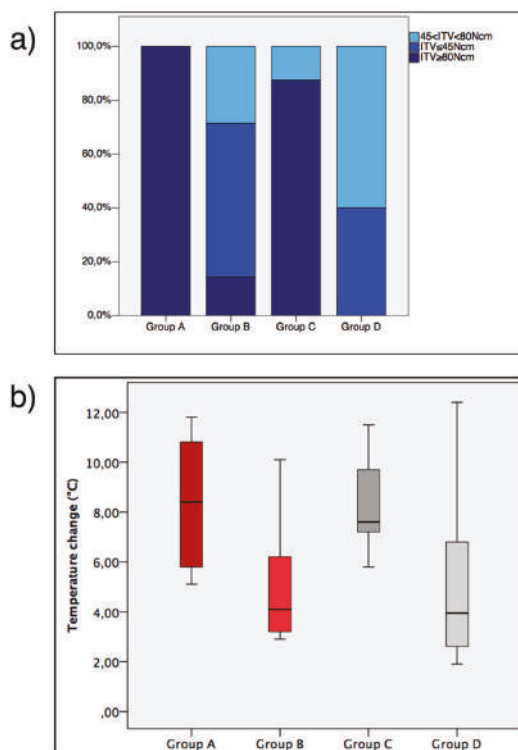 a)
45<ITV<80Ncm
ITV≤45Ncm
ITV≥80Ncm
100,0%
80,0%
60,0%
40,0%
20,0%
0,0%
Group A Group B Group C Group D
b)
Temperature change (°C)
12,00
10,00
8,00
6,00
4,00
2,00
,00
Group A Group B Group C Group D